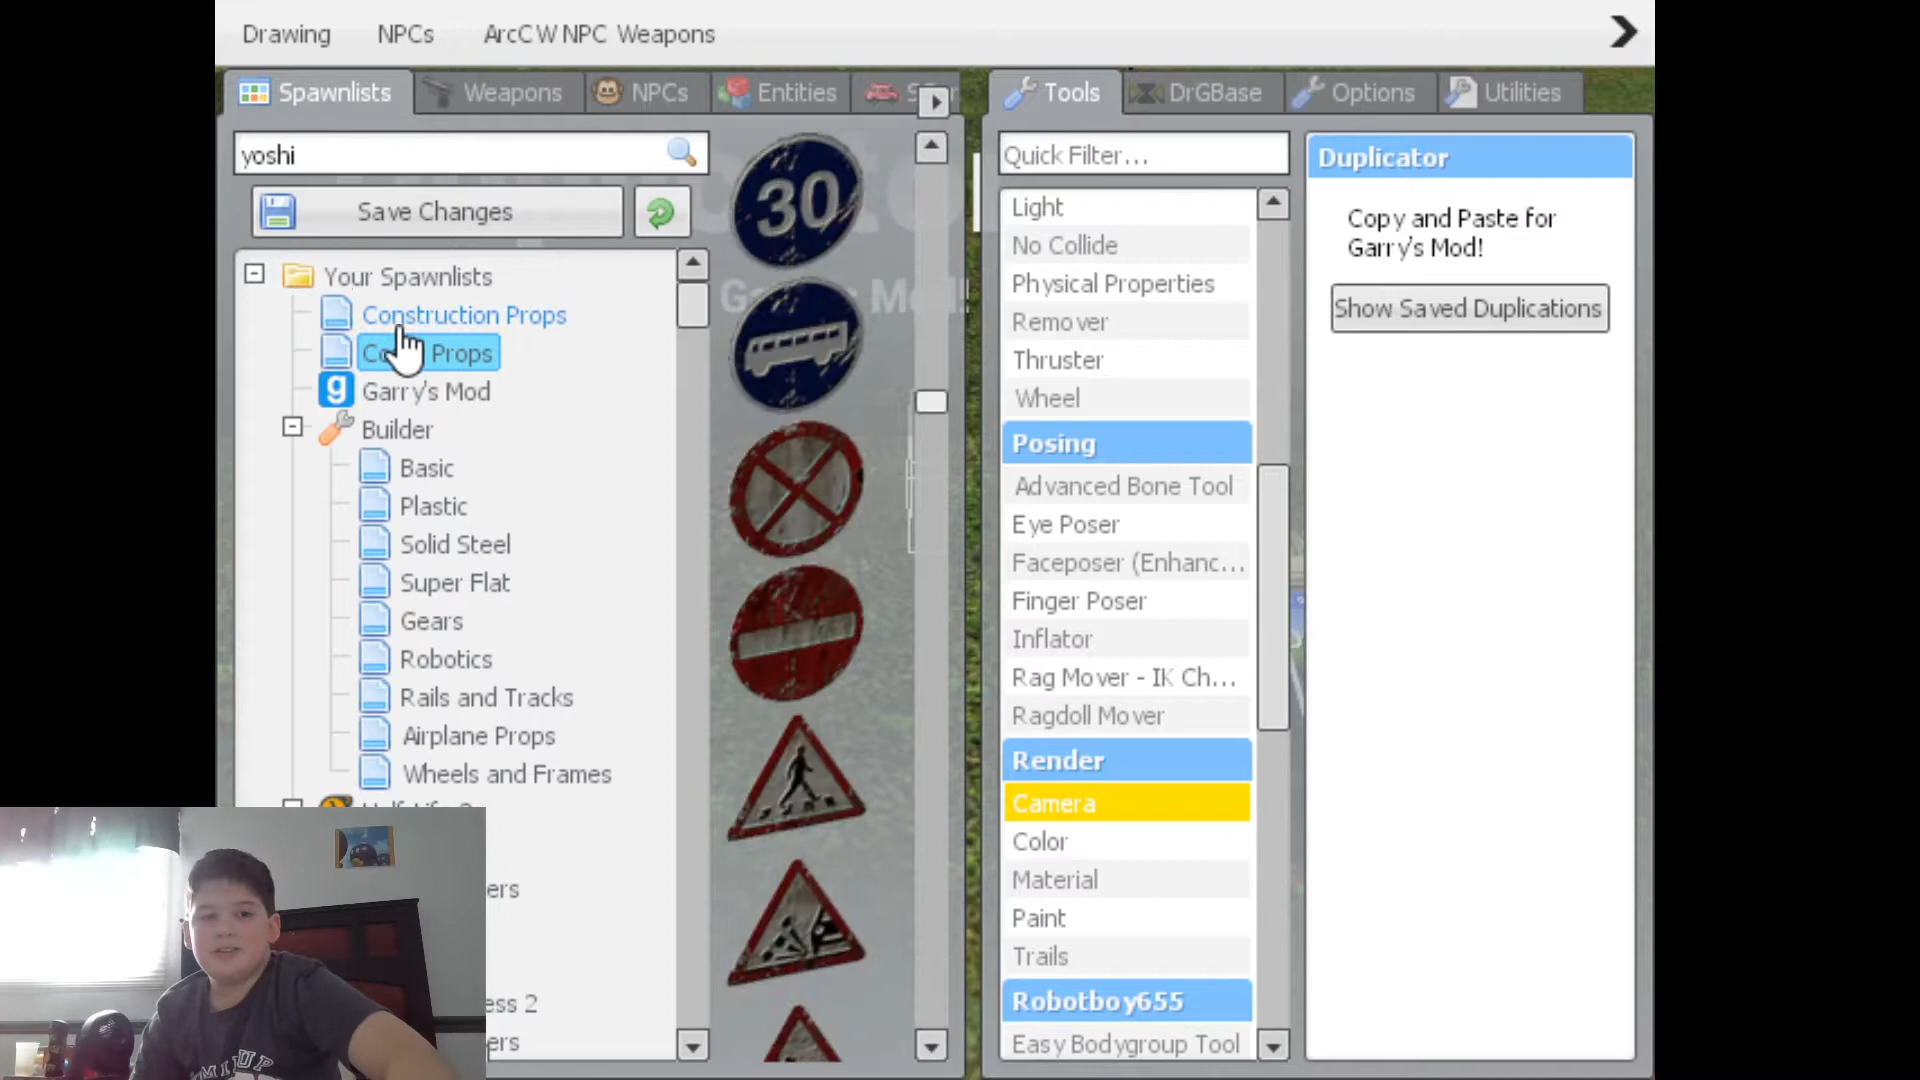 Drawing NPCs ArcCW NPC Weapons
Spawnlists Weapons NPCs Entities
Tools DrGBase Options Utilities
yoshi
Save Changes
Your Spawnlists
Construction Props
Props
Garry's Mod
Builder
Basic
Plastic
Solid Steel
Super Flat
Gears
Robotics
Rails and Tracks
Airplane Props
Wheels and Frames
ers
ess 2
ers
30
Quick Filter...
Light
No Collide
Physical Properties
Remover
Thruster
Wheel
Posing
Advanced Bone Tool
Eye Poser
Faceposer (Enhanc...
Finger Poser
Inflator
Rag Mover - IK Ch...
Ragdoll Mover
Render
Camera
Color
Material
Paint
Trails
Robotboy655
Easy Bodygroup Tool
Duplicator
Copy and Paste for
Garry's Mod!
Show Saved Duplications